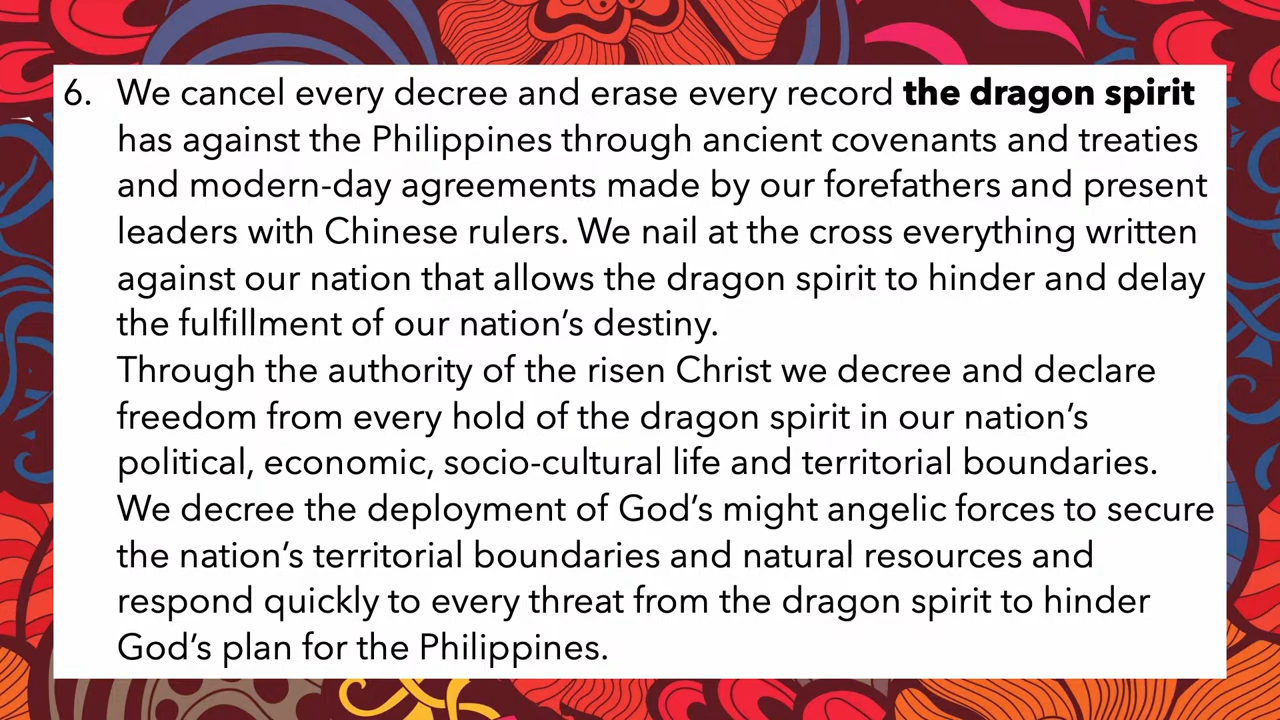 6. We cancel every decree and erase every record the dragon spirit
has against the Philippines through ancient covenants and treaties
and modern-day agreements made by our forefathers and present
leaders with Chinese rulers. We nail at the cross everything written
against our nation that allows the dragon spirit to hinder and delay
the fulfillment of our nation’s destiny.
Through the authority of the risen Christ we decree and declare
freedom from every hold of the dragon spirit in our nation’s
political, economic, socio-cultural life and territorial boundaries.
We decree the deployment of God’s might angelic forces to secure
the nation’s territorial boundaries and natural resources and
respond quickly to every threat from the dragon spirit to hinder
God’s plan for the Philippines.